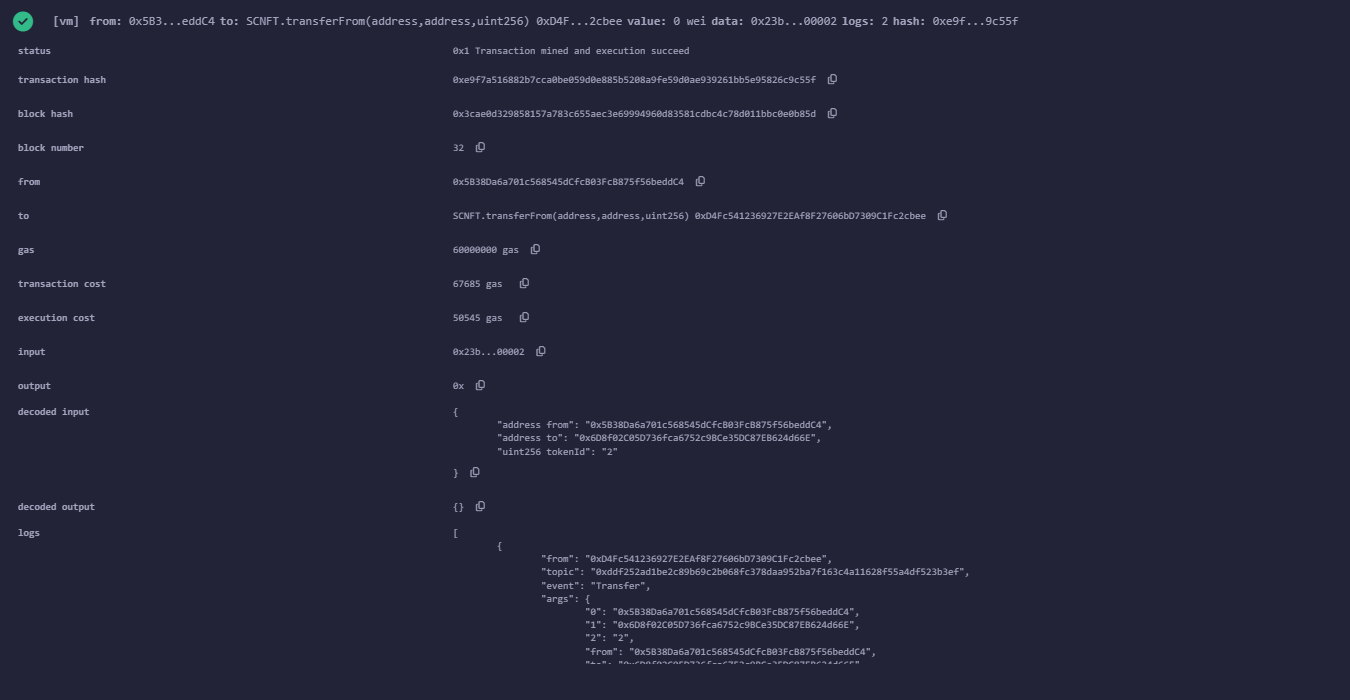 [vm] from: 0x5B3...eddC4 to: SCNFT.transferFrom(address,address,uint256) 0xD4F...2cbee value: 0 wei data: 0x23b...00002 logs: 2 hash: 0xe9f...9c55f
status 0x1 Transaction mined and execution succeed
transaction hash 0xe9f7a516882b7cca0be059d0e885b5208a9fe59d0ae939261bb5e95826c9c55f
block hash 0x3cae0d329858157a783c655aec3e69994960d83581cdbc4c78d011bbc0e0b85d
block number 32
from 0x5B38Da6a701c568545dCfcB03FcB875f56beddC4
to SCNFT.transferFrom(address,address,uint256) 0xD4Fc541236927E2EAf8F27606bD7309C1Fc2cbee
gas 60000000 gas
transaction cost 67685 gas
execution cost 50545 gas
input 0x23b...00002
output 0x
decoded input {
"address from": "0x5B38Da6a701c568545dCfcB03FcB875f56beddC4",
"address to": "0x6D8f02C05D736fca6752c9BCe35DC87EB624d66E",
"uint256 tokenId": "2"
}
decoded output {}
logs [
{
"from": "0xD4Fc541236927E2EAf8F27606bD7309C1Fc2cbee",
"topic": "0xddf252ad1be2c89b69c2b068fc378daa952ba7f163c4a11628f55a4df523b3ef",
"event": "Transfer",
"args": {
"0": "0x5B38Da6a701c568545dCfcB03FcB875f56beddC4",
"1": "0x6D8f02C05D736fca6752c9BCe35DC87EB624d66E",
"2": "2",
"from": "0x5B38Da6a701c568545dCfcB03FcB875f56beddC4",